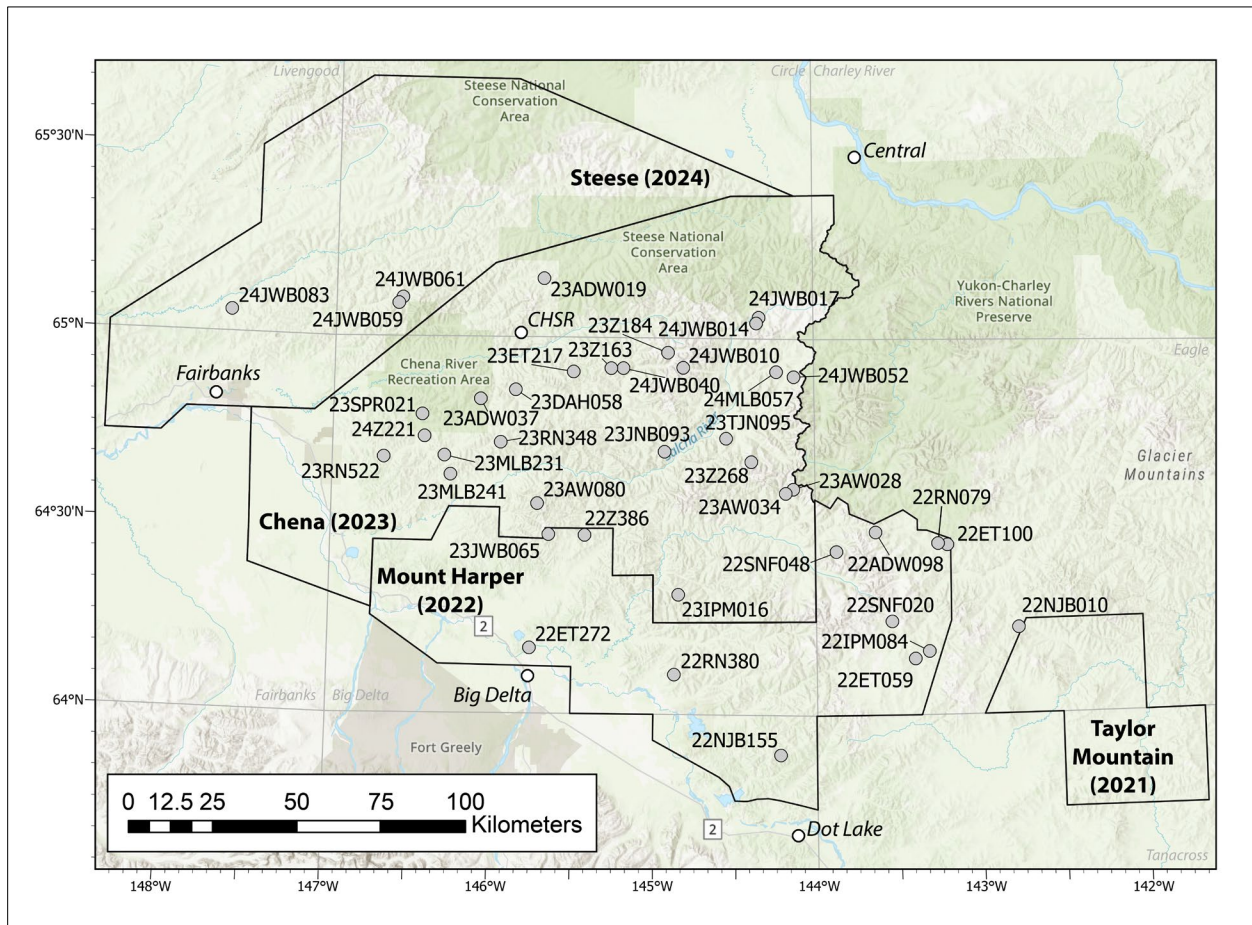 Livengood
Circle
Charley River
Steese National
Conservation
Area
65°30'N
Central
Steese (2024)
Steese National
Conservation
Area
24JWB061
23ADW019
24JWB083
24JWB059
24JWB017
Yukon-Charley
Rivers National
Preserve
65°N
CHSR
23Z184
24JWB014
23ET217
23Z163
24JWB010
Eagle
Chena River
Recreation Area
Fairbanks
24JWB040
24JWB052
24MLB057
23SPR021
23ADW037
23DAH058
24Z221
23RN348
23JNB093
23TJN095
23RN522
23MLB231
23Z268
Glacier
Mountains
23MLB241
23AW080
23AW028
23AW034
22RN079
64°30'N
Chena (2023)
22Z386
22ET100
23JWB065
22SNF048
22ADW098
Mount Harper
(2022)
23IPM016
22SNF020
22NJB010
2
22ET272
22IPM084
22RN380
22ET059
64°N
Fairbanks
Big Delta
Big Delta
22NJB155
Fort Greely
Taylor
Mountain
(2021)
0 12.5 25 50 75 100
Kilometers
2
Dot Lake
Tanacross
148°W 147°W 146°W 145°W 144°W 143°W 142°W